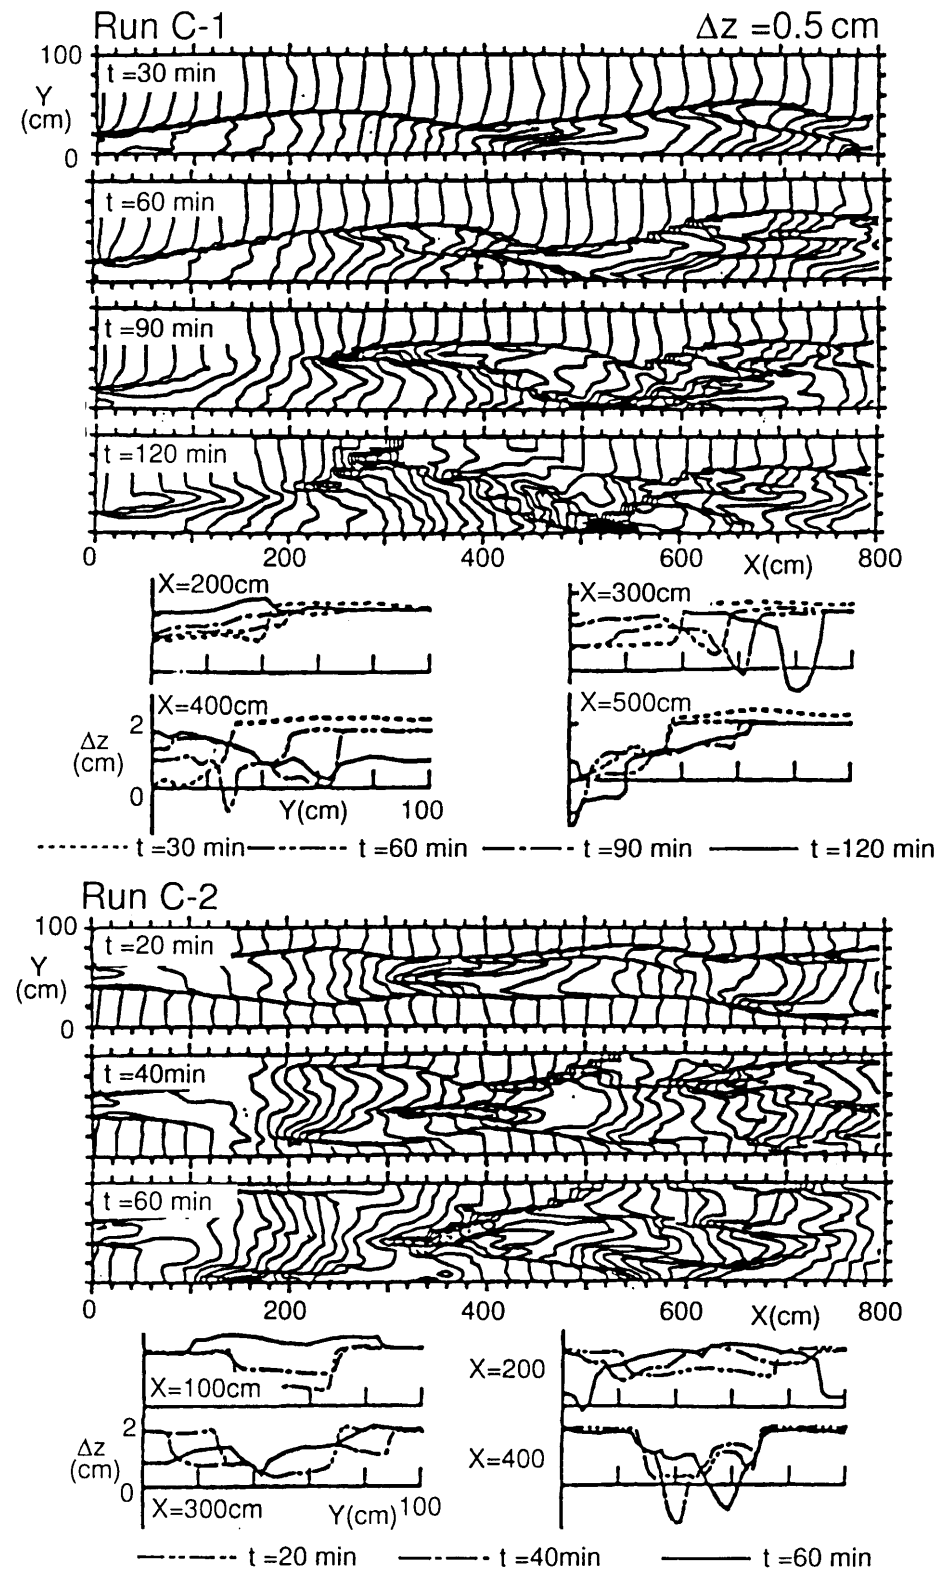 Run C-1 Δz =0.5 cm
100
t =30 min
Y
(cm)
0
t =60 min
t =90 min
t =120 min
0 200 400 600 X(cm) 800
X=200cm
X=300cm
X=400cm
X=500cm
2
Δz
(cm)
0
Y(cm) 100
t =30 min t =60 min t =90 min t =120 min
Run C-2
100
t =20 min
Y
(cm)
0
t =40min
t =60 min
0 200 400 600 X(cm) 800
X=100cm
X=200
2
Δz
(cm)
0
X=300cm Y(cm) 100
X=400
t =20 min t =40min t =60 min